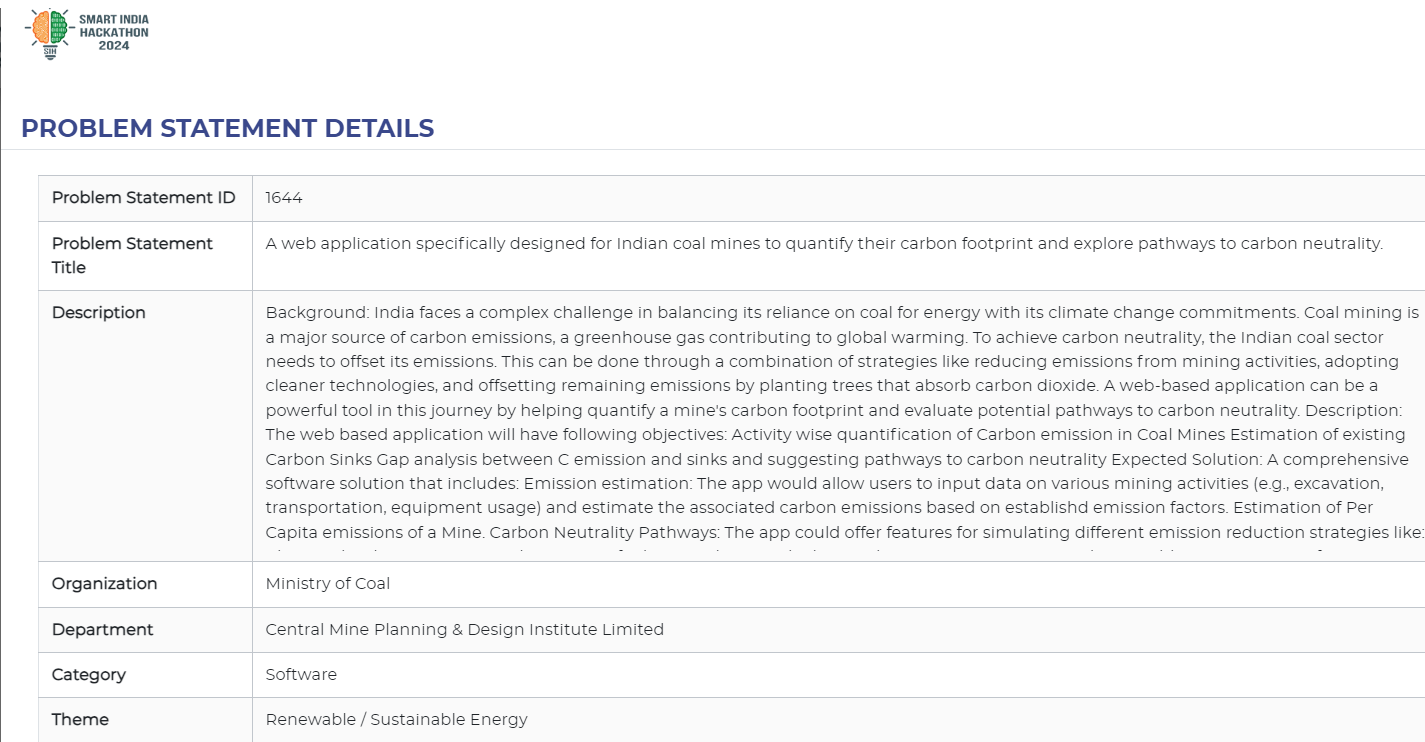 SMART INDIA
HACKATHON
2024
SIH
PROBLEM STATEMENT DETAILS
Problem Statement ID
1644
Problem Statement
Title
A web application specifically designed for Indian coal mines to quantify their carbon footprint and explore pathways to carbon neutrality.
Description
Background: India faces a complex challenge in balancing its reliance on coal for energy with its climate change commitments. Coal mining is
a major source of carbon emissions, a greenhouse gas contributing to global warming. To achieve carbon neutrality, the Indian coal sector
needs to offset its emissions. This can be done through a combination of strategies like reducing emissions from mining activities, adopting
cleaner technologies, and offsetting remaining emissions by planting trees that absorb carbon dioxide. A web-based application can be a
powerful tool in this journey by helping quantify a mine's carbon footprint and evaluate potential pathways to carbon neutrality. Description:
The web based application will have following objectives: Activity wise quantification of Carbon emission in Coal Mines Estimation of existing
Carbon Sinks Gap analysis between C emission and sinks and suggesting pathways to carbon neutrality Expected Solution: A comprehensive
software solution that includes: Emission estimation: The app would allow users to input data on various mining activities (e.g., excavation,
transportation, equipment usage) and estimate the associated carbon emissions based on establishd emission factors. Estimation of Per
Capita emissions of a Mine. Carbon Neutrality Pathways: The app could offer features for simulating different emission reduction strategies like:
Organization
Ministry of Coal
Department
Central Mine Planning & Design Institute Limited
Category
Software
Theme
Renewable / Sustainable Energy